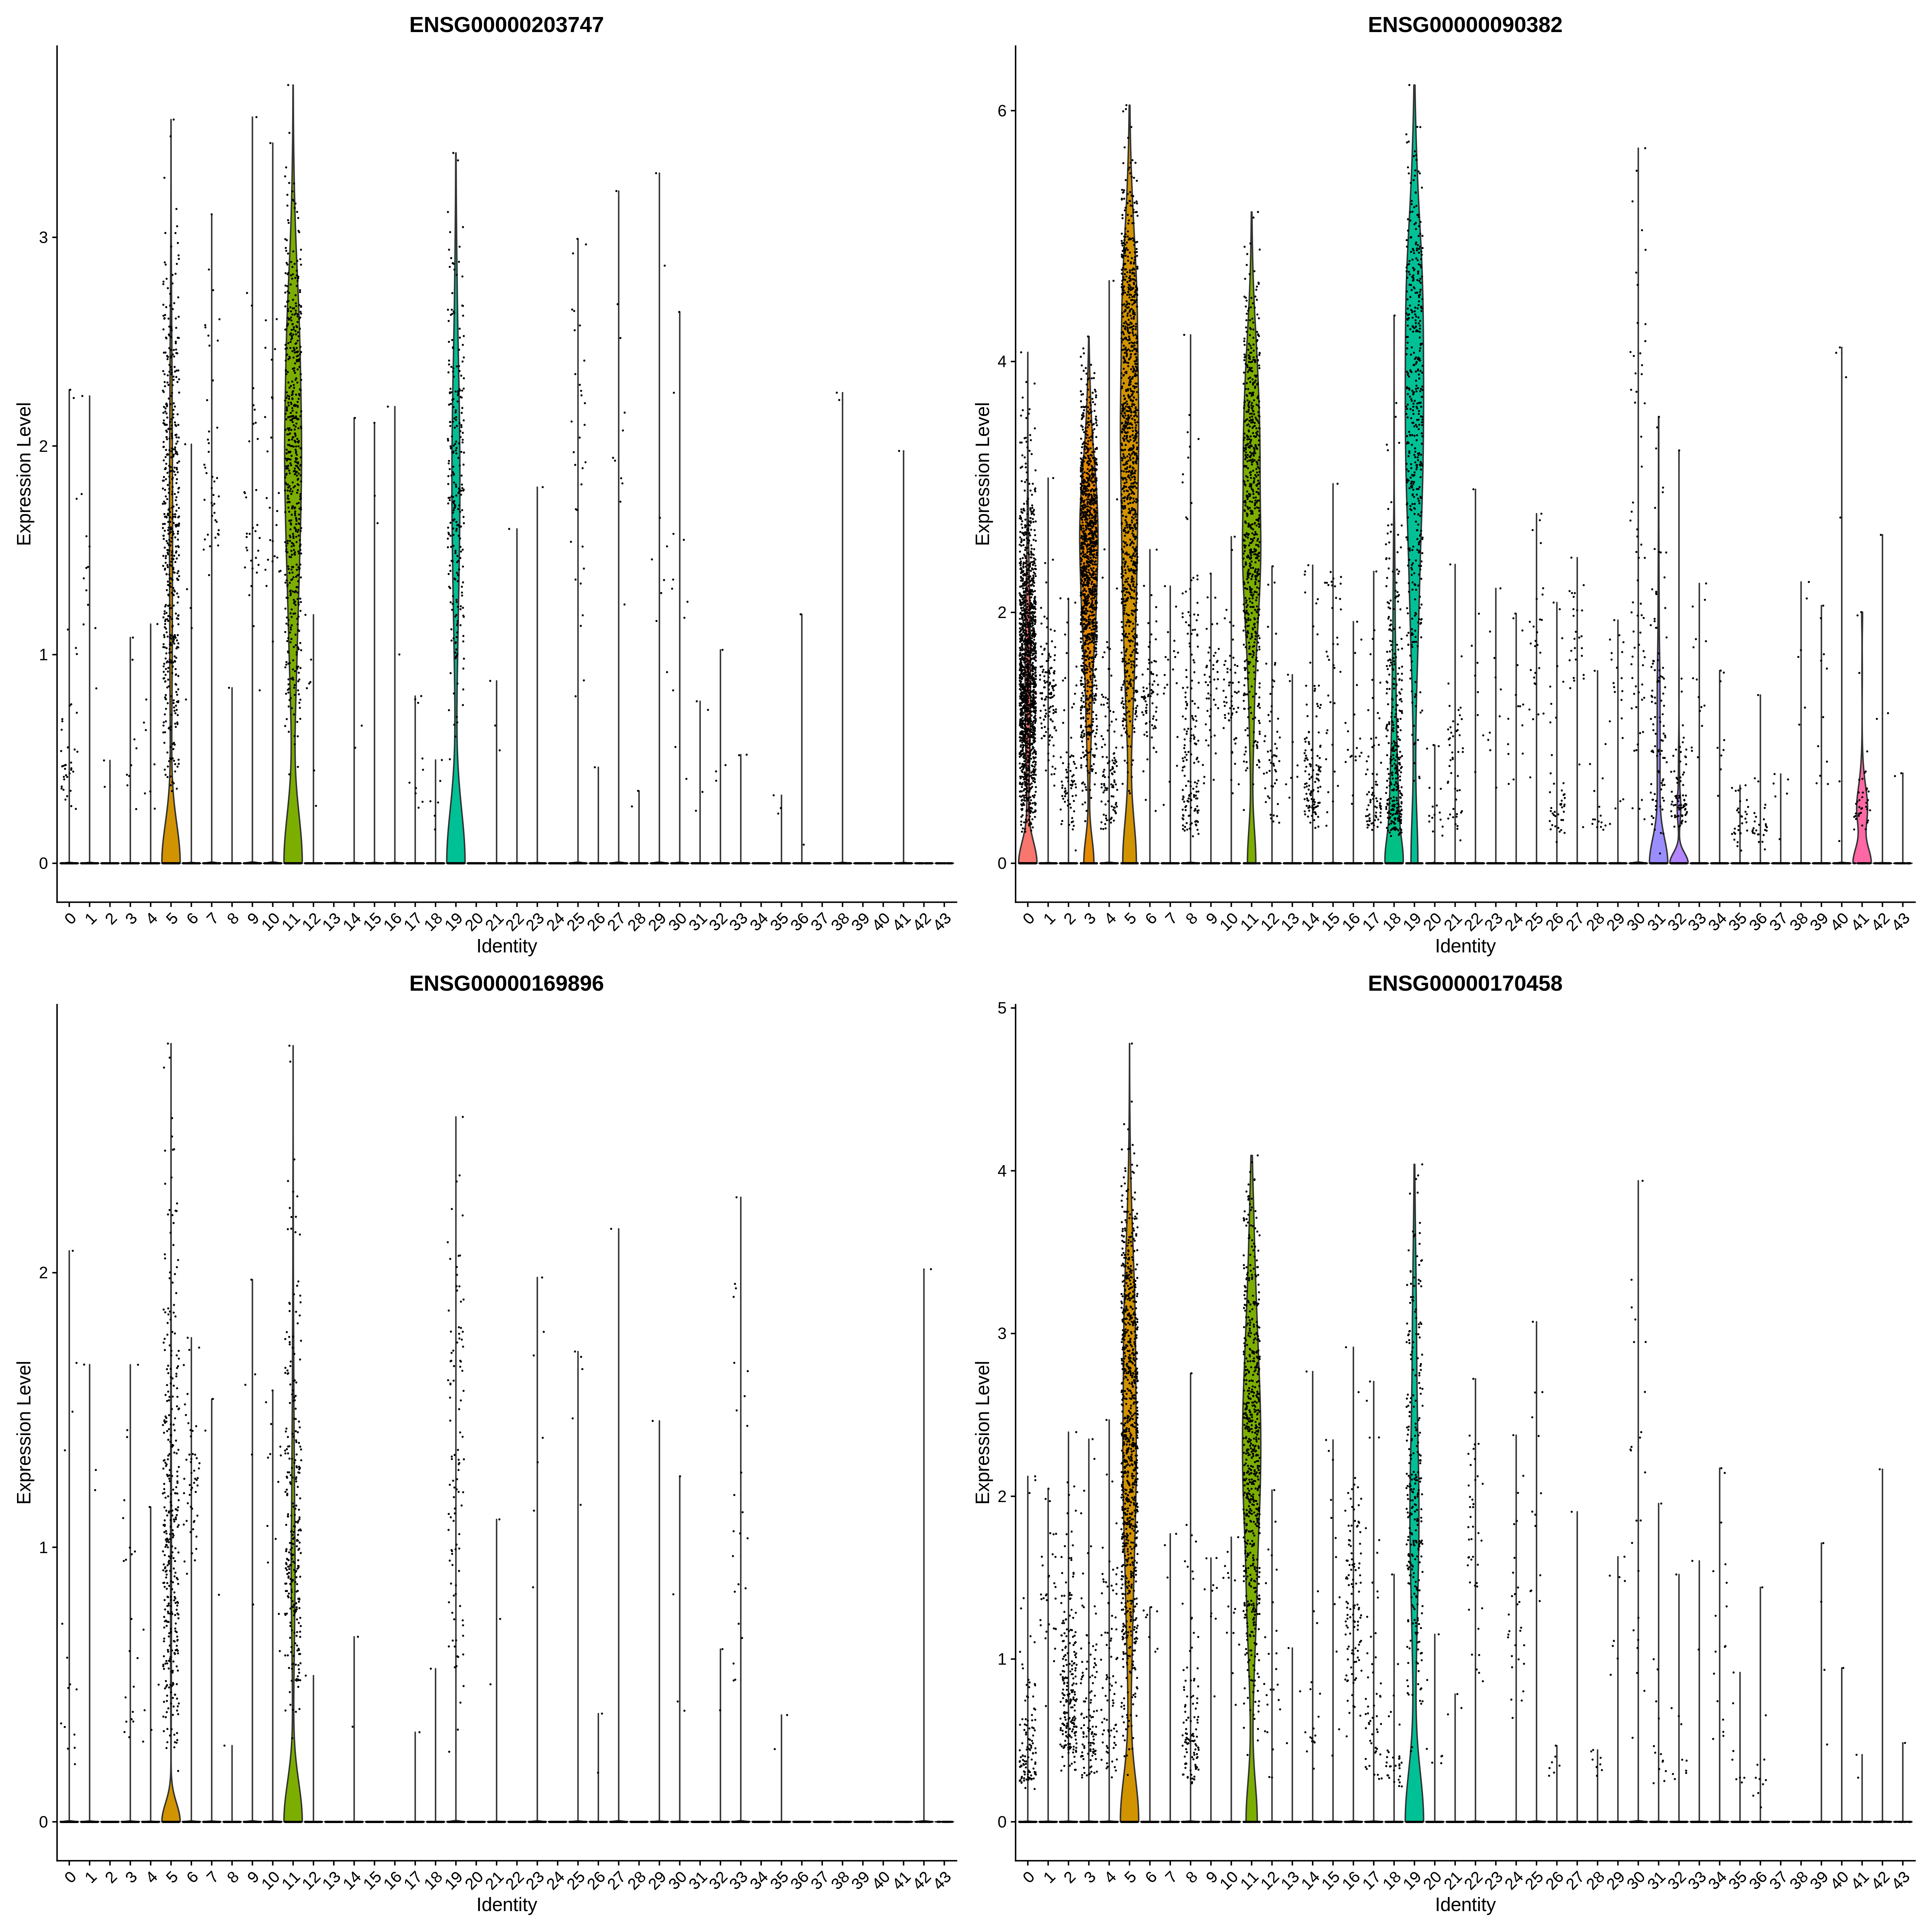 ENSG00000203747
Expression Level
3
2
1
0
0 1 2 3 4 5 6 7 8 9 10 11 12 13 14 15 16 17 18 19 20 21 22 23 24 25 26 27 28 29 30 31 32 33 34 35 36 37 38 39 40 41 42 43
Identity
ENSG00000090382
Expression Level
6
4
2
0
0 1 2 3 4 5 6 7 8 9 10 11 12 13 14 15 16 17 18 19 20 21 22 23 24 25 26 27 28 29 30 31 32 33 34 35 36 37 38 39 40 41 42 43
Identity
ENSG00000169896
Expression Level
2
1
0
0 1 2 3 4 5 6 7 8 9 10 11 12 13 14 15 16 17 18 19 20 21 22 23 24 25 26 27 28 29 30 31 32 33 34 35 36 37 38 39 40 41 42 43
Identity
ENSG00000170458
Expression Level
5
4
3
2
1
0
0 1 2 3 4 5 6 7 8 9 10 11 12 13 14 15 16 17 18 19 20 21 22 23 24 25 26 27 28 29 30 31 32 33 34 35 36 37 38 39 40 41 42 43
Identity